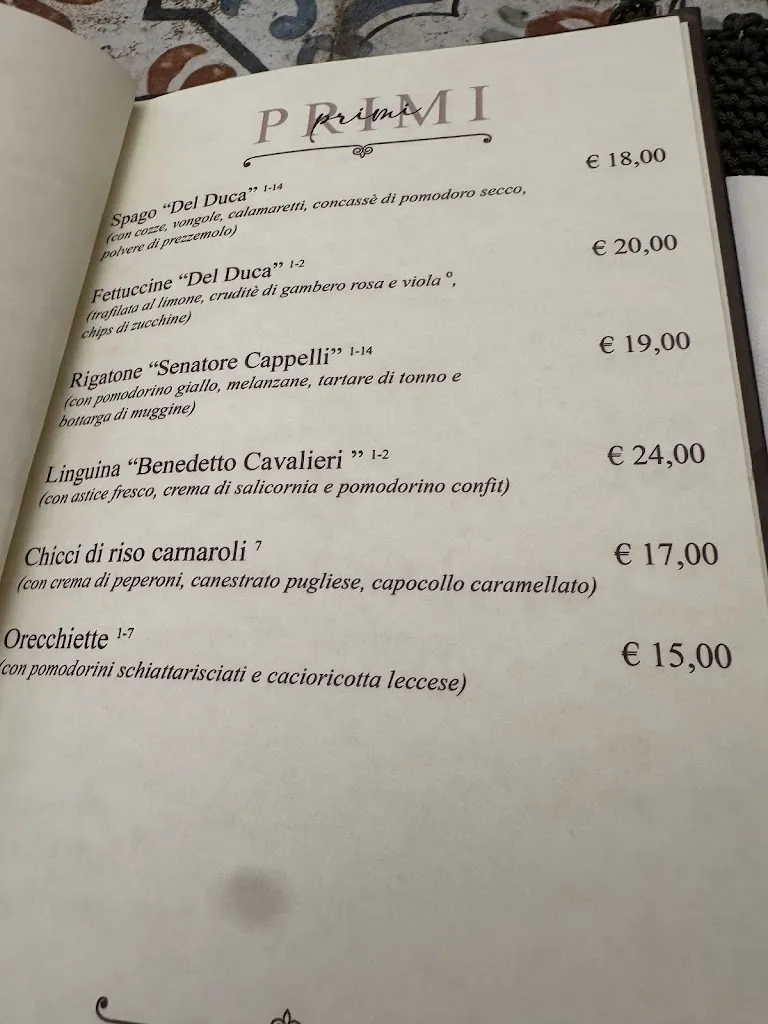 PRIMI
primi
Spago “Del Duca” 1-14 € 18,00
(con cozze, vongole, calamaretti, concassè di pomodoro secco,
polvere di prezzemolo)
Fettuccine “Del Duca” 1-2 € 20,00
(trafilata al limone, cruditè di gambero rosa e viola °,
chips di zucchine)
Rigatone “Senatore Cappelli” 1-14 € 19,00
(con pomodorino giallo, melanzane, tartare di tonno e
bottarga di muggine)
Linguina “Benedetto Cavalieri ” 1-2 € 24,00
(con astice fresco, crema di salicornia e pomodorino confit)
Chicci di riso carnaroli 7 € 17,00
(con crema di peperoni, canestrato pugliese, capocollo caramellato)
Orecchiette 1-7 € 15,00
(con pomodorini schiattarisciati e cacioricotta leccese)